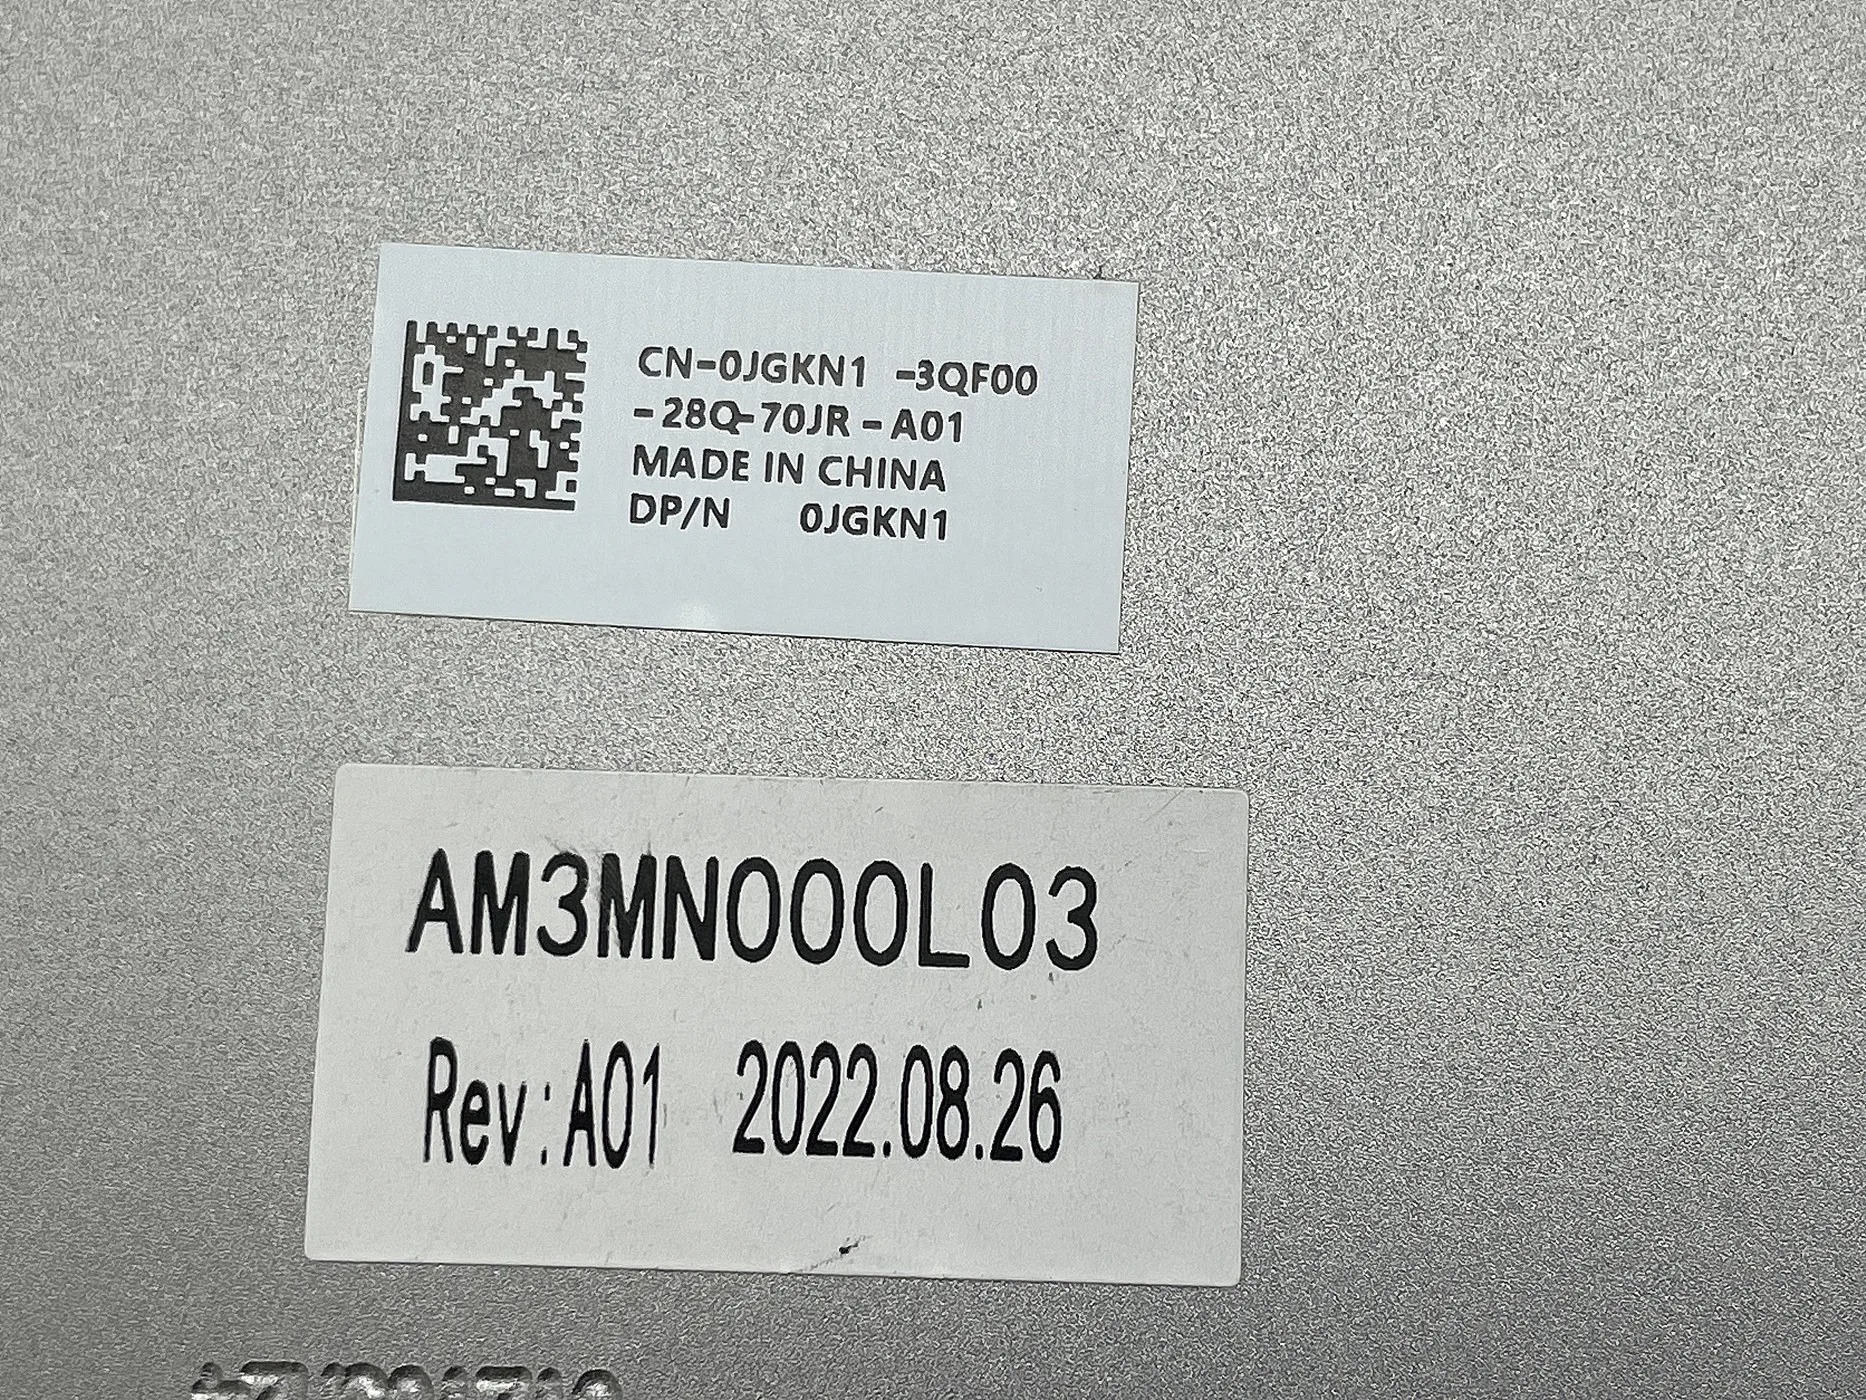 CN-0JGKN1 -3QF00
-28Q-70JR-A01
MADE IN CHINA
DP/N 0JGKN1
AM3MN000L03
Rev:A01 2022.08.26